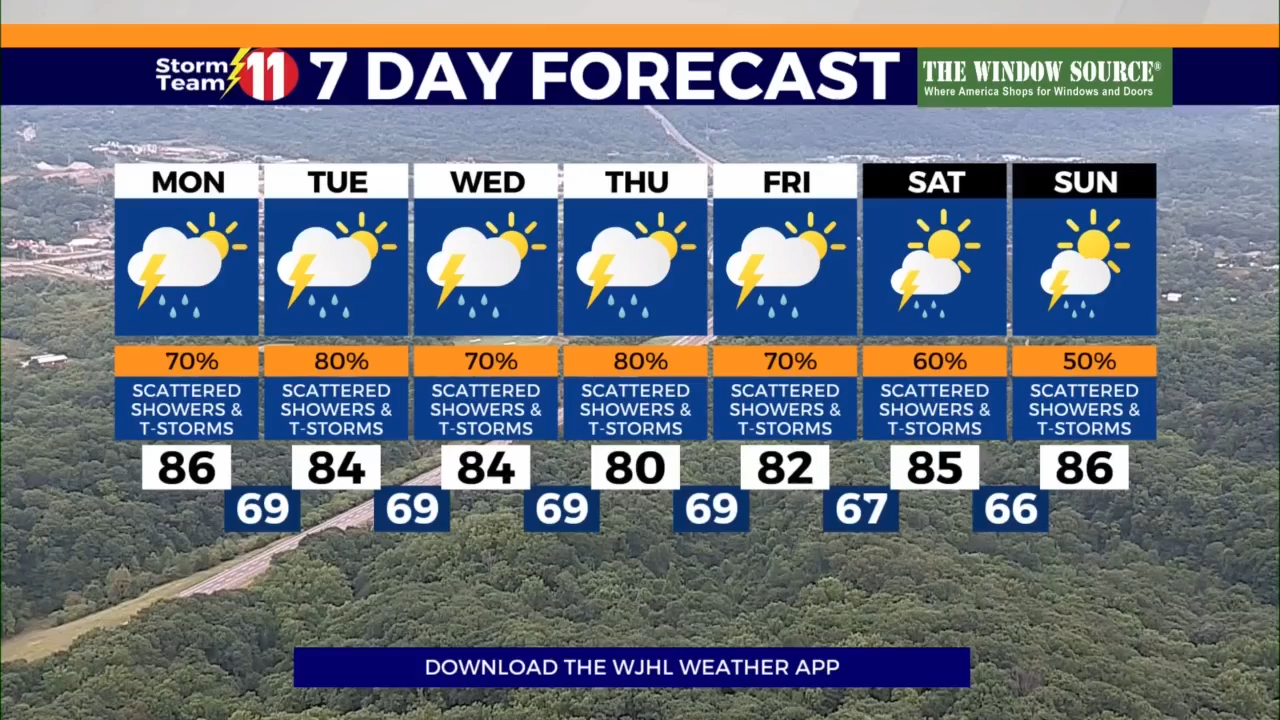 Storm
Team 11
7 DAY FORECAST
THE WINDOW SOURCE®
Where America Shops for Windows and Doors
MON TUE WED THU FRI SAT SUN
70% 80% 70% 80% 70% 60% 50%
SCATTERED SCATTERED SCATTERED SCATTERED SCATTERED SCATTERED SCATTERED
SHOWERS & SHOWERS & SHOWERS & SHOWERS & SHOWERS & SHOWERS & SHOWERS &
T-STORMS T-STORMS T-STORMS T-STORMS T-STORMS T-STORMS T-STORMS
86 84 84 80 82 85 86
69 69 69 69 67 66
DOWNLOAD THE WJHL WEATHER APP